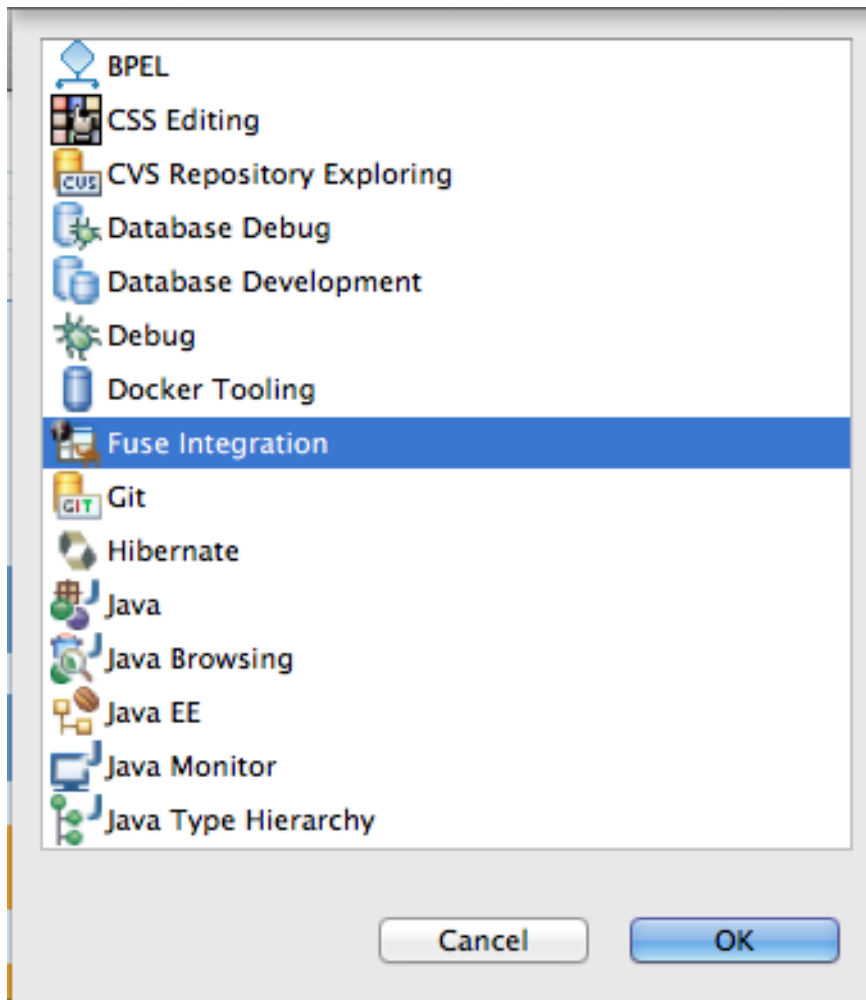 BPEL
CSS Editing
CVS Repository Exploring
Database Debug
Database Development
Debug
Docker Tooling
Fuse Integration
Git
Hibernate
Java
Java Browsing
Java EE
Java Monitor
Java Type Hierarchy
Cancel OK